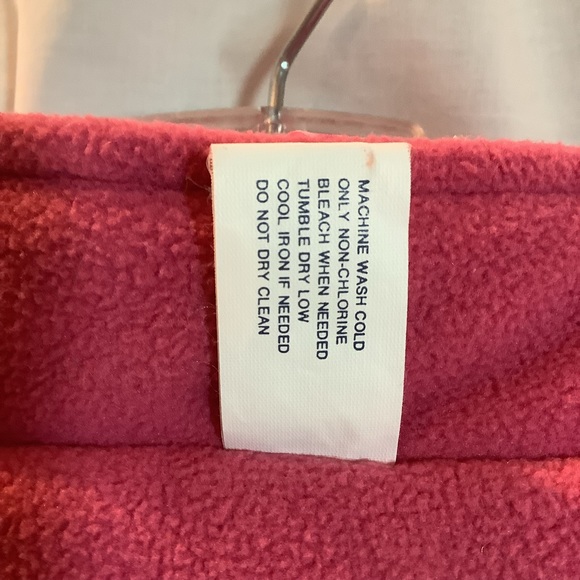 MACHINE WASH COLD
ONLY NON-CHLORINE
BLEACH WHEN NEEDED
TUMBLE DRY LOW
COOL IRON IF NEEDED
DO NOT DRY CLEAN